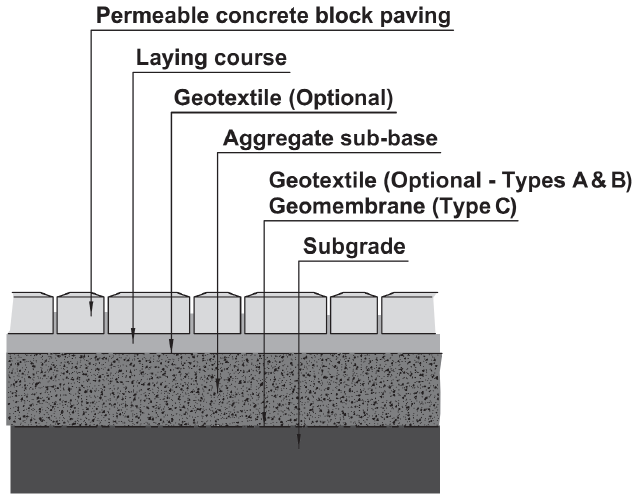 Permeable concrete block paving
Laying course
Geotextile (Optional)
Aggregate sub-base
Geotextile (Optional - Types A & B)
Geomembrane (Type C)
Subgrade